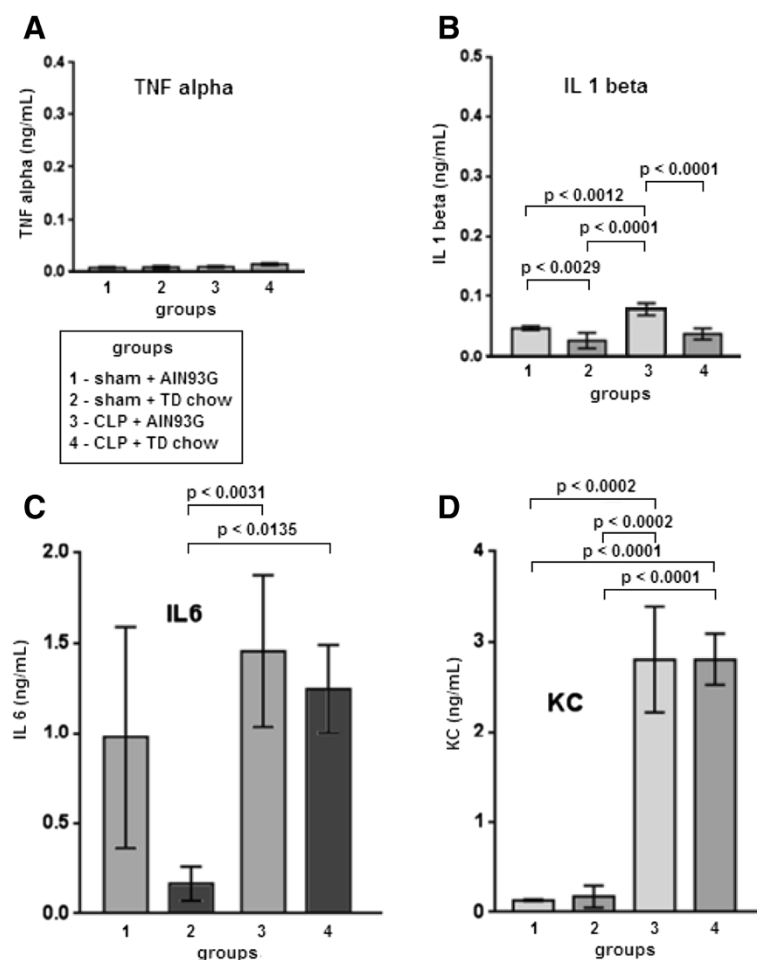 A
TNF alpha
TNF alpha (ng/mL)
0.4
0.3
0.2
0.1
0.0
1 2 3 4
groups
B
IL 1 beta
IL 1 beta (ng/mL)
0.5
0.4
0.3
0.2
0.1
0.0
p < 0.0001
p < 0.0012
p < 0.0001
p < 0.0029
1 2 3 4
groups
groups
1 - sham + AIN93G
2 - sham + TD chow
3 - CLP + AIN93G
4 - CLP + TD chow
C
p < 0.0031
p < 0.0135
IL6
IL 6 (ng/mL)
2.0
1.5
1.0
0.5
0.0
1 2 3 4
groups
D
p < 0.0002
p < 0.0002
p < 0.0001
p < 0.0001
KC
KC (ng/mL)
4
3
2
1
0
1 2 3 4
groups